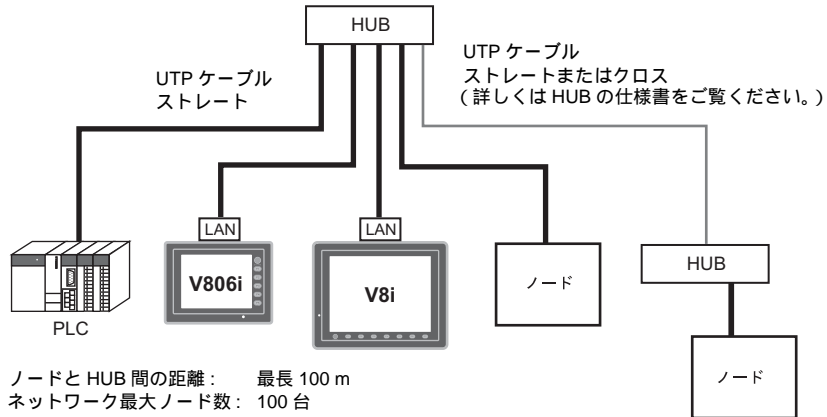 HUB
UTP ケーブル
ストレート
UTP ケーブル
ストレートまたはクロス
(詳しくは HUB の仕様書をご覧ください。)
LAN
LAN
V806i
V8i
ノード
HUB
PLC
ノード
ノードと HUB 間の距離: 最長 100 m
ネットワーク最大ノード数: 100 台